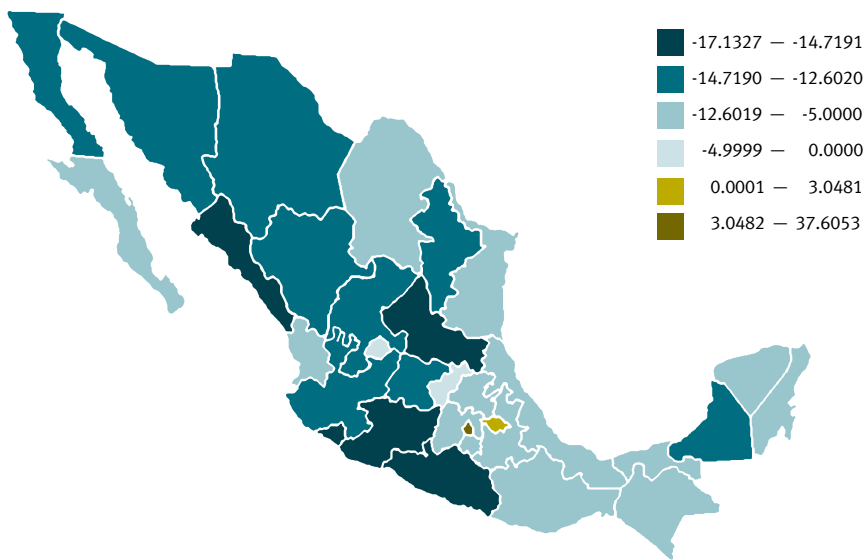 -17.1327 — -14.7191
-14.7190 — -12.6020
-12.6019 — -5.0000
-4.9999 — 0.0000
0.0001 — 3.0481
3.0482 — 37.6053